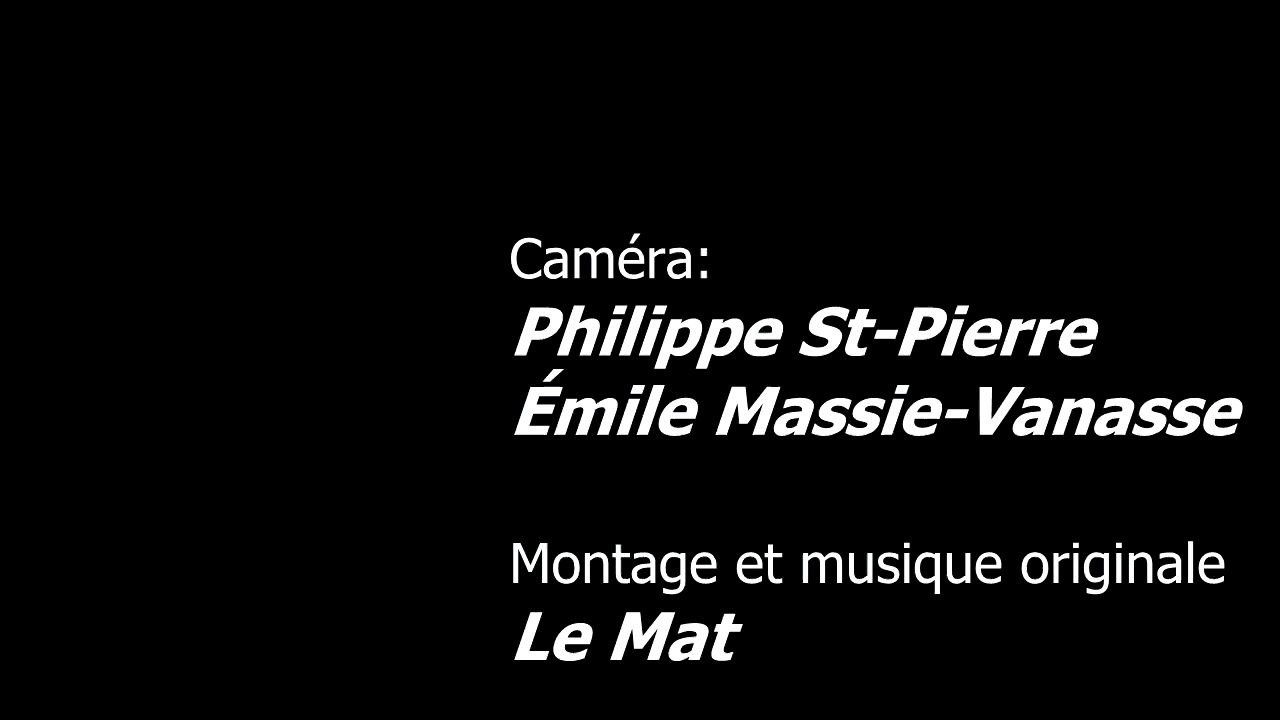 Caméra:
Philippe St-Pierre
Émile Massie-Vanasse
Montage et musique originale
Le Mat